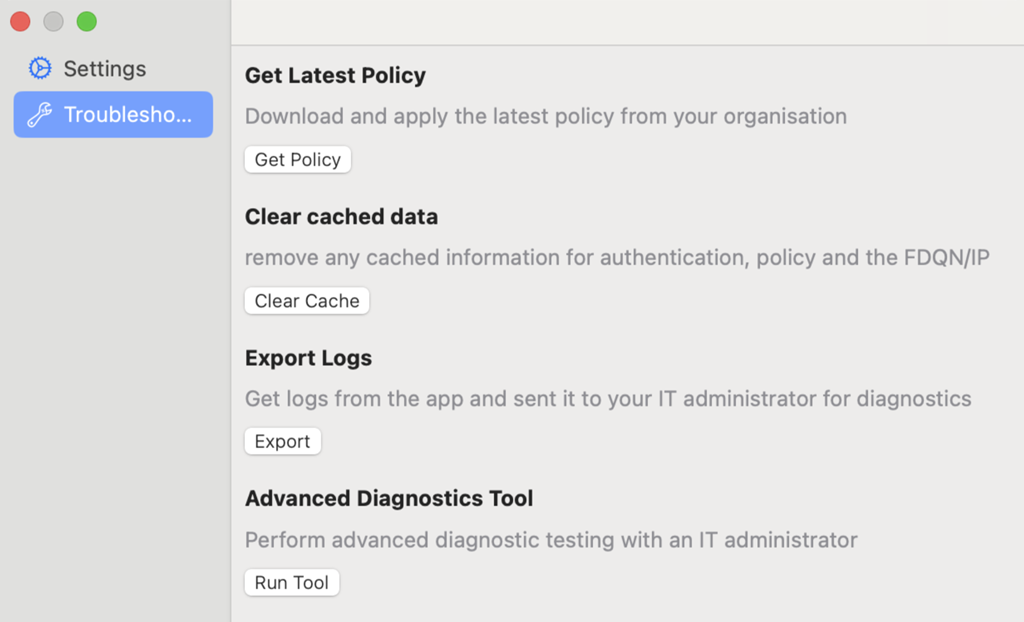 Settings
Troublesho...
Get Latest Policy
Download and apply the latest policy from your organisation
Get Policy
Clear cached data
remove any cached information for authentication, policy and the FDQN/IP
Clear Cache
Export Logs
Get logs from the app and sent it to your IT administrator for diagnostics
Export
Advanced Diagnostics Tool
Perform advanced diagnostic testing with an IT administrator
Run Tool